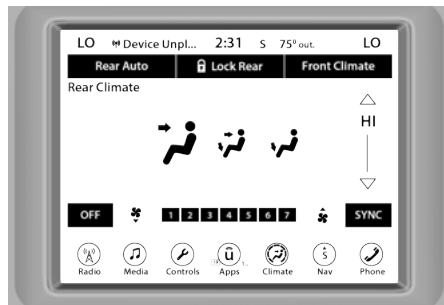 LO Device Unpl... 2:31 S 75° out. LO
Rear Auto Lock Rear Front Climate
Rear Climate
HI
OFF 1 2 3 4 5 6 7 SYNC
Radio Media Controls Apps Climate Nav Phone